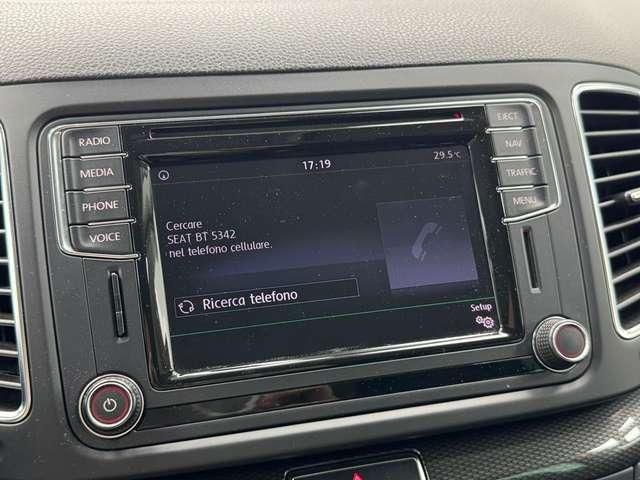 RADIO
MEDIA
PHONE
VOICE
EJECT
NAV
TRAFFIC
MENU
17:19
29.5°C
Cercare
SEAT BT 5342
nel telefono cellulare.
Ricerca telefono
Setup